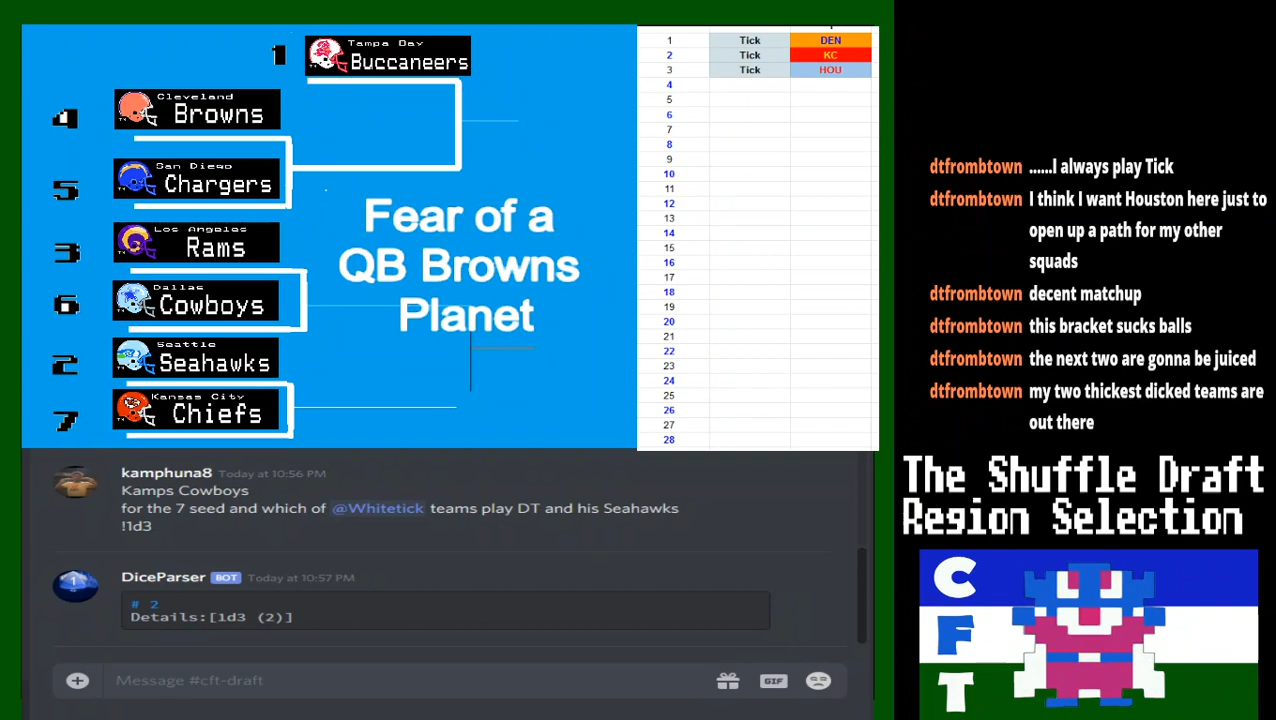 1
Tampa Bay
Buccaneers
4
Cleveland
Browns
5
San Diego
Chargers
3
Los Angeles
Rams
6
Dallas
Cowboys
2
Seattle
Seahawks
7
Kansas City
Chiefs
Fear of a
QB Browns
Planet
1 Tick DEN
2 Tick KC
3 Tick HOU
4
5
6
7
8
9
10
11
12
13
14
15
16
17
18
19
20
21
22
23
24
25
26
27
28
kamphuna8 Today at 10:56 PM
Kamps Cowboys
for the 7 seed and which of @Whitetick teams play DT and his Seahawks
!1d3
DiceParser BOT Today at 10:57 PM
# 2
Details:[1d3 (2)]
Message #cft-draft
GIF
dtfrombtown ......I always play Tick
dtfrombtown I think I want Houston here just to
open up a path for my other
squads
dtfrombtown decent matchup
dtfrombtown this bracket sucks balls
dtfrombtown the next two are gonna be juiced
dtfrombtown my two thickest dicked teams are
out there
The Shuffle Draft
Region Selection
C
F
T